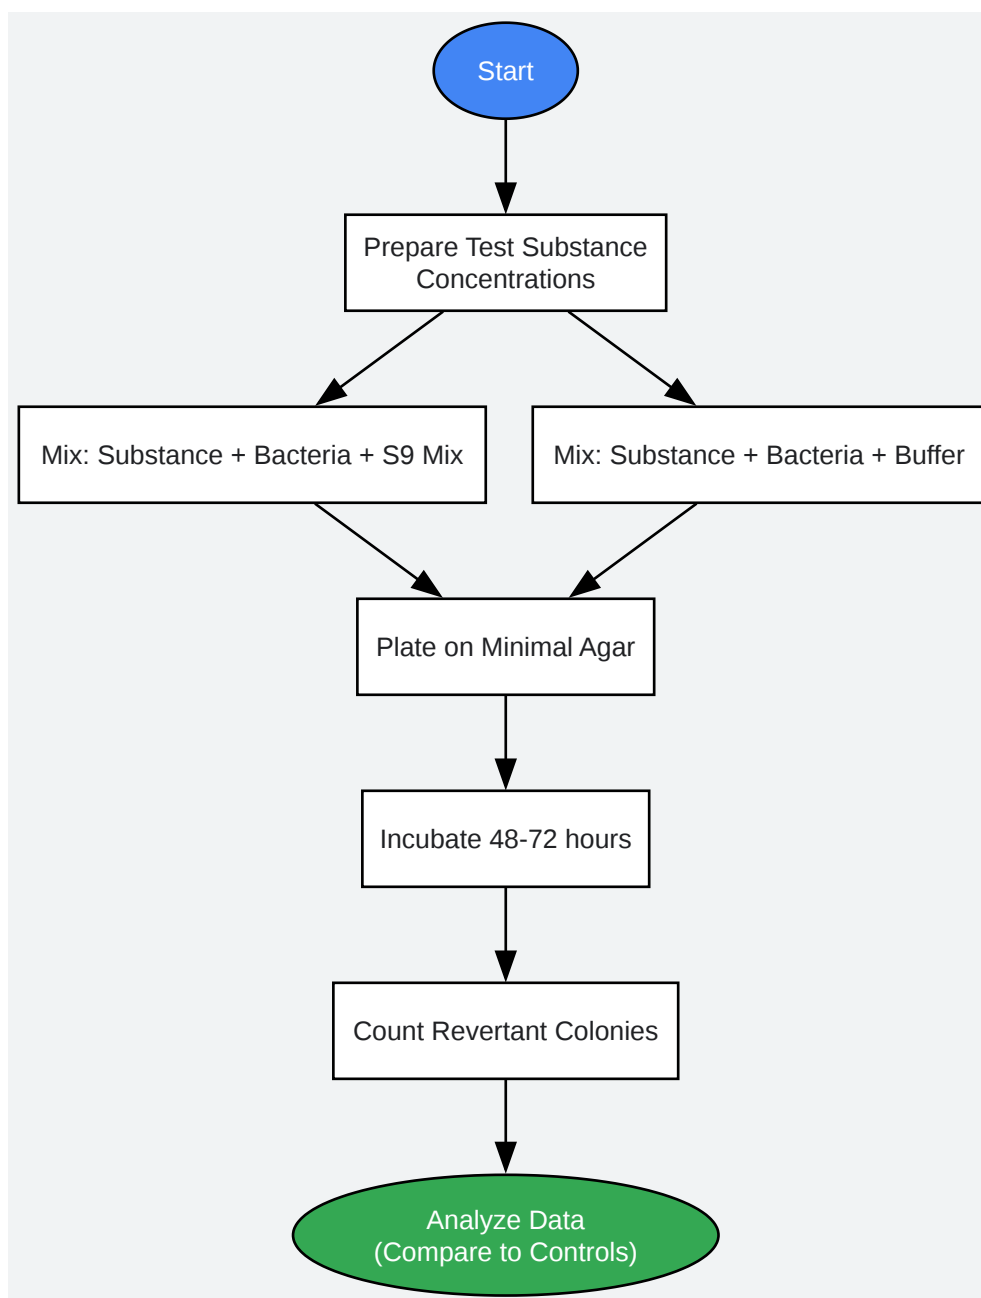 Start
Prepare Test Substance
Concentrations
Mix: Substance + Bacteria + S9 Mix
Mix: Substance + Bacteria + Buffer
Plate on Minimal Agar
Incubate 48-72 hours
Count Revertant Colonies
Analyze Data
(Compare to Controls)